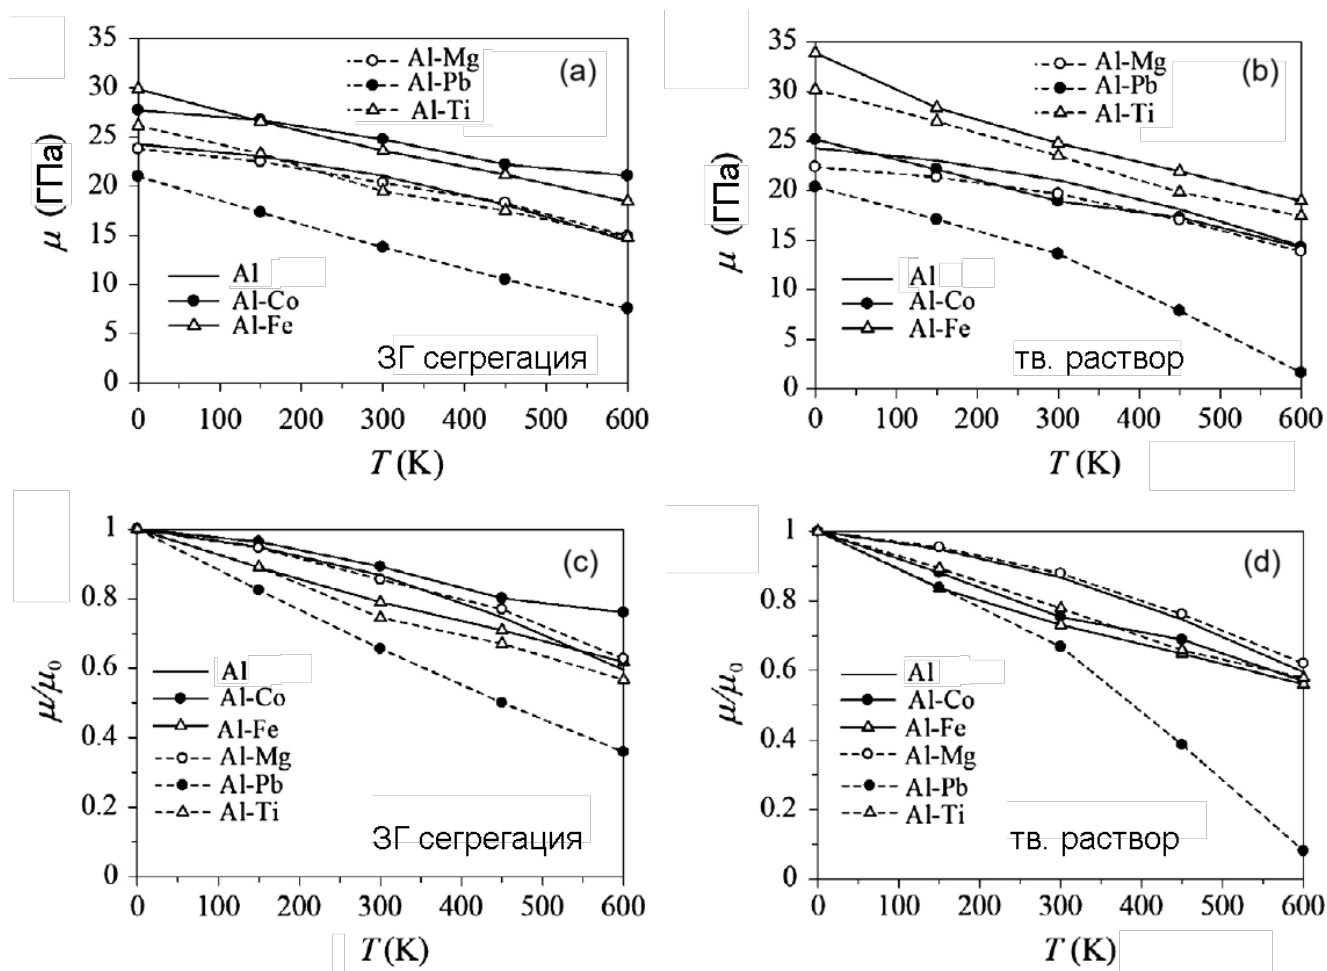 35
30
25
20
15
10
5
0
μ (ГПа)
Al-Mg
Al-Pb
Al-Ti
(a)
Al
Al-Co
Al-Fe
ЗГ сегрегация
0 100 200 300 400 500 600
T (K)
35
30
25
20
15
10
5
0
μ (ГПа)
Al-Mg
Al-Pb
Al-Ti
(b)
Al
Al-Co
Al-Fe
тв. раствор
0 100 200 300 400 500 600
T (K)
1
0.8
0.6
0.4
0.2
0
μ/μ₀
(c)
Al
Al-Co
Al-Fe
Al-Mg
Al-Pb
Al-Ti
ЗГ сегрегация
0 100 200 300 400 500 600
T (K)
1
0.8
0.6
0.4
0.2
0
μ/μ₀
(d)
Al
Al-Co
Al-Fe
Al-Mg
Al-Pb
Al-Ti
тв. раствор
0 100 200 300 400 500 600
T (K)